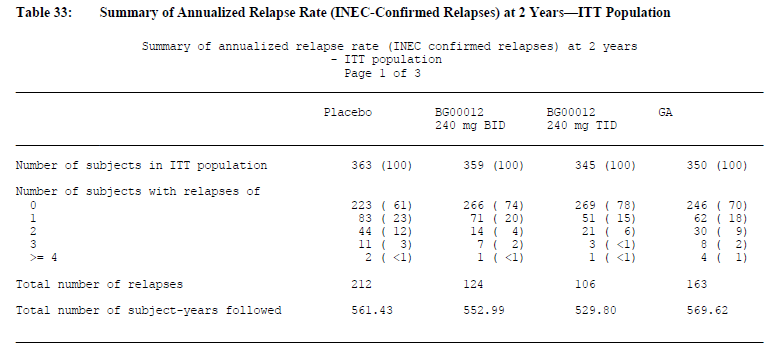 Table 33: Summary of Annualized Relapse Rate (INEC-Confirmed Relapses) at 2 Years—ITT Population
Summary of annualized relapse rate (INEC confirmed relapses) at 2 years
- ITT population
Page 1 of 3
Placebo BG00012 BG00012 GA
240 mg BID 240 mg TID
Number of subjects in ITT population 363 (100) 359 (100) 345 (100) 350 (100)
Number of subjects with relapses of
0 223 ( 61) 266 ( 74) 269 ( 78) 246 ( 70)
1 83 ( 23) 71 ( 20) 51 ( 15) 62 ( 18)
2 44 ( 12) 14 ( 4) 21 ( 6) 30 ( 9)
3 11 ( 3) 7 ( 2) 3 ( <1) 8 ( 2)
>= 4 2 ( <1) 1 ( <1) 1 ( <1) 4 ( 1)
Total number of relapses 212 124 106 163
Total number of subject-years followed 561.43 552.99 529.80 569.62